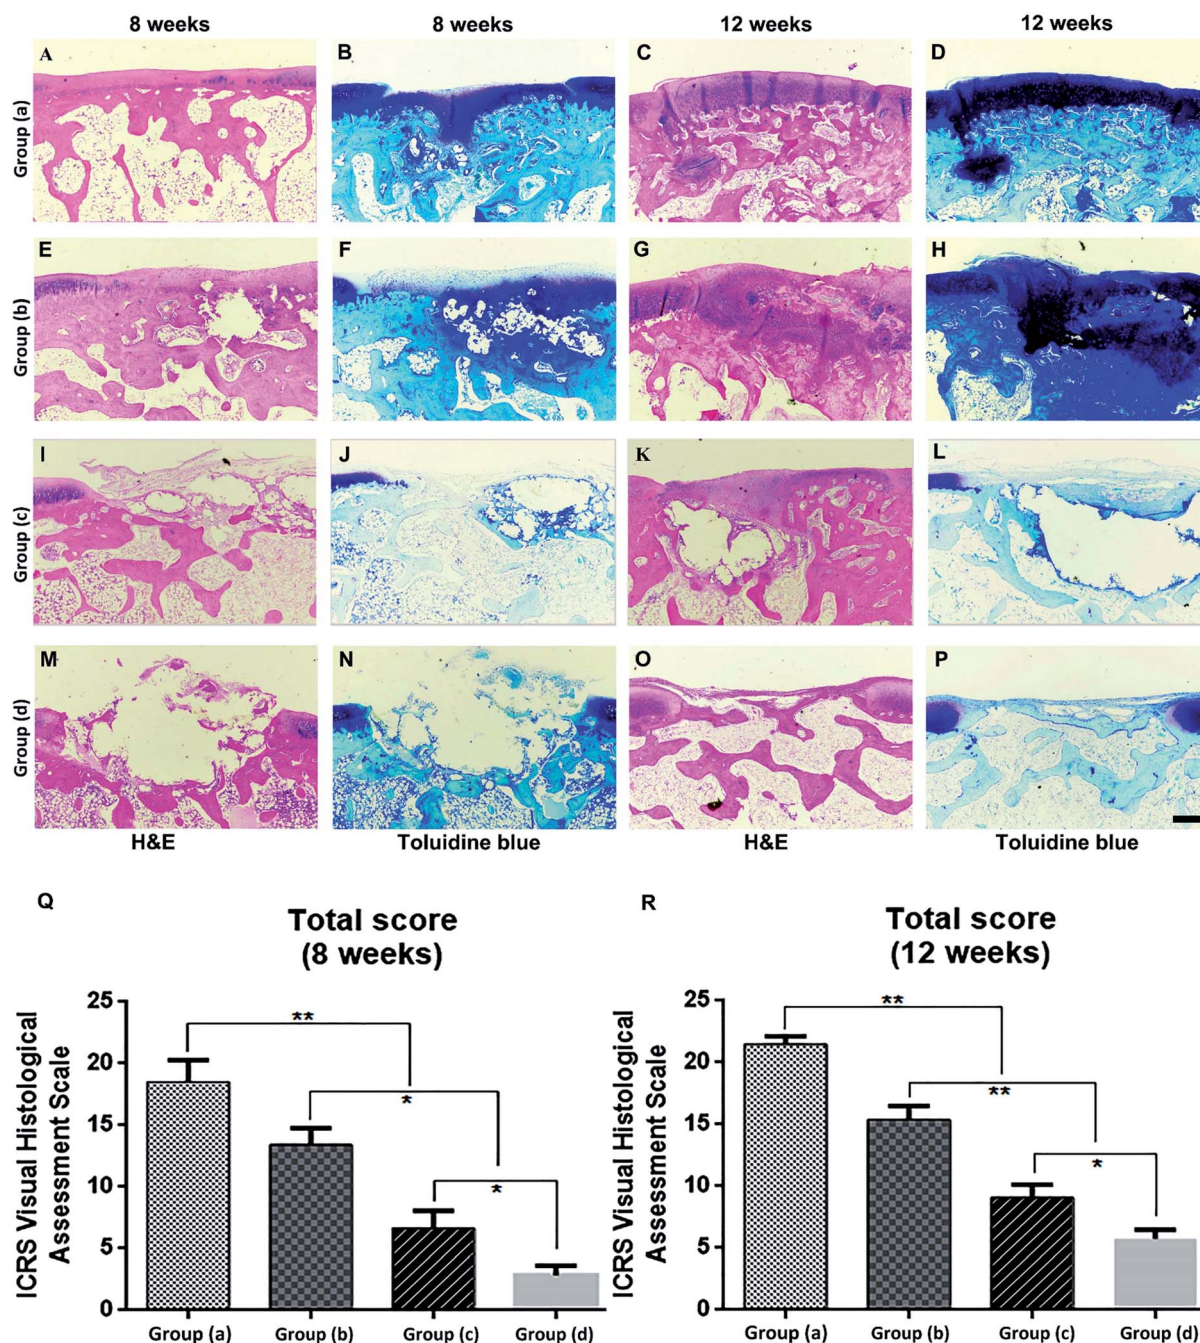 8 weeks 8 weeks 12 weeks 12 weeks
Group (a)
A B C D
Group (b)
E F G H
Group (c)
I J K L
Group (d)
M N O P
H&E Toluidine blue H&E Toluidine blue
Q
Total score
(8 weeks)
ICRS Visual Histological
Assessment Scale
25
20
15
10
5
0
**
*
*
Group (a) Group (b) Group (c) Group (d)
R
Total score
(12 weeks)
ICRS Visual Histological
Assessment Scale
25
20
15
10
5
0
**
**
*
Group (a) Group (b) Group (c) Group (d)